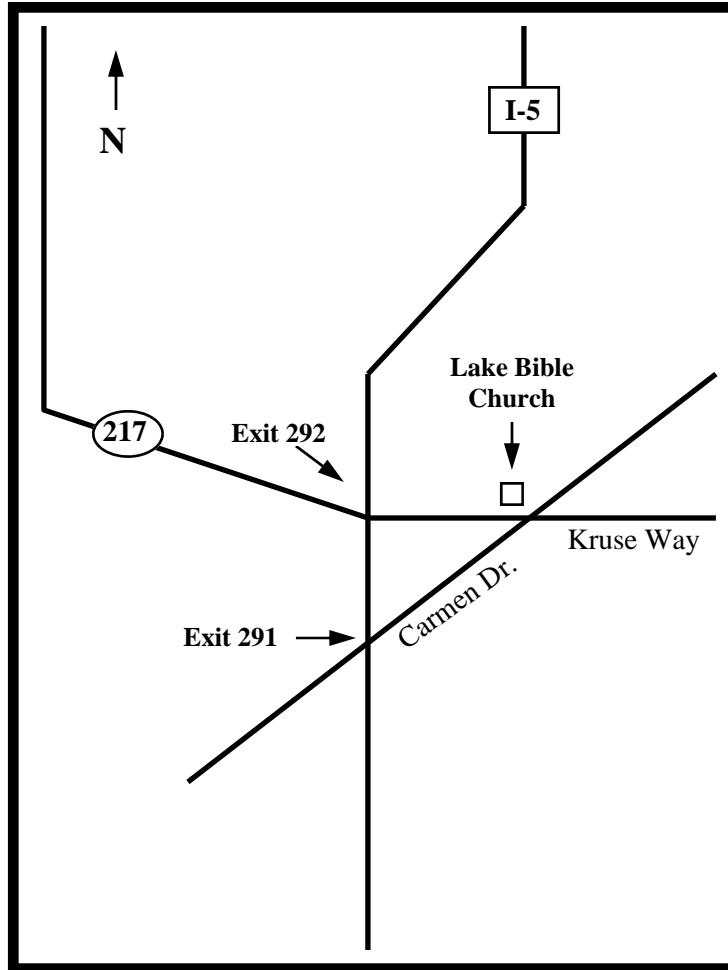 I-5
N
Lake Bible
Church
217
Exit 292
Kruse Way
Carmen Dr.
Exit 291